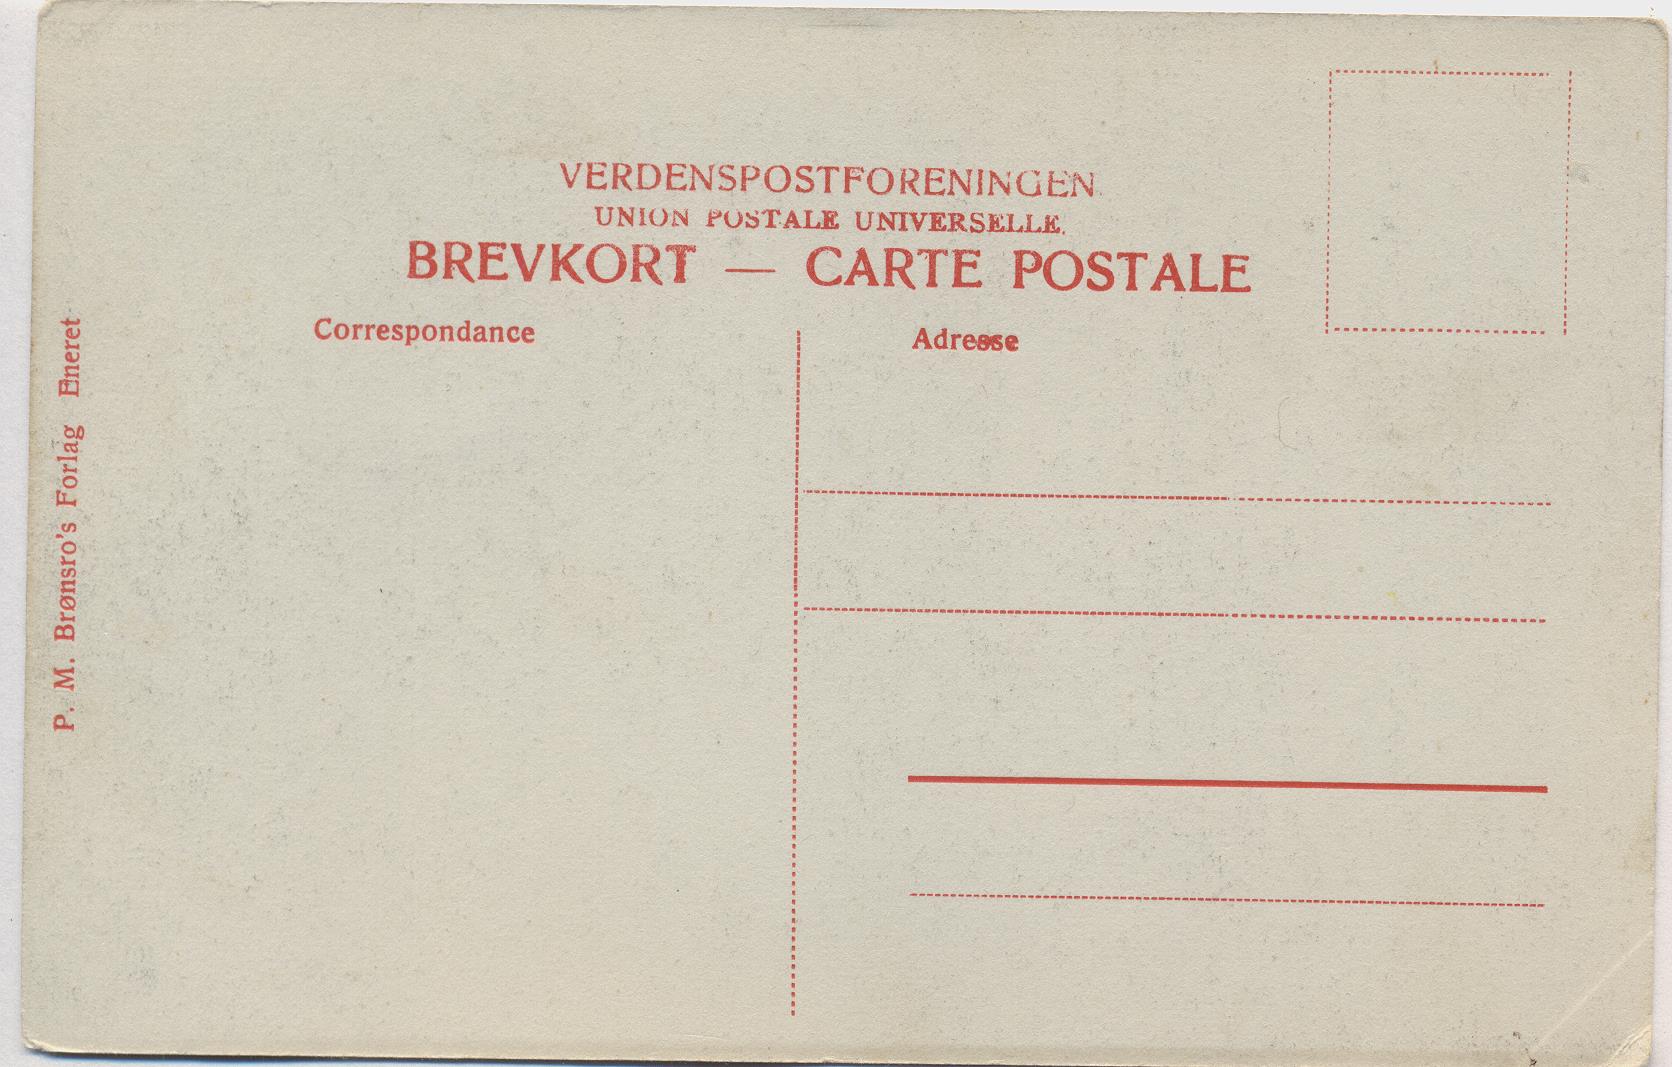 VERDENSPOSTFORENINGEN
UNION POSTALE UNIVERSELLE.
BREVKORT — CARTE POSTALE
Correspondance
Adresse
P. M. Brønsro's Forlag Eneret